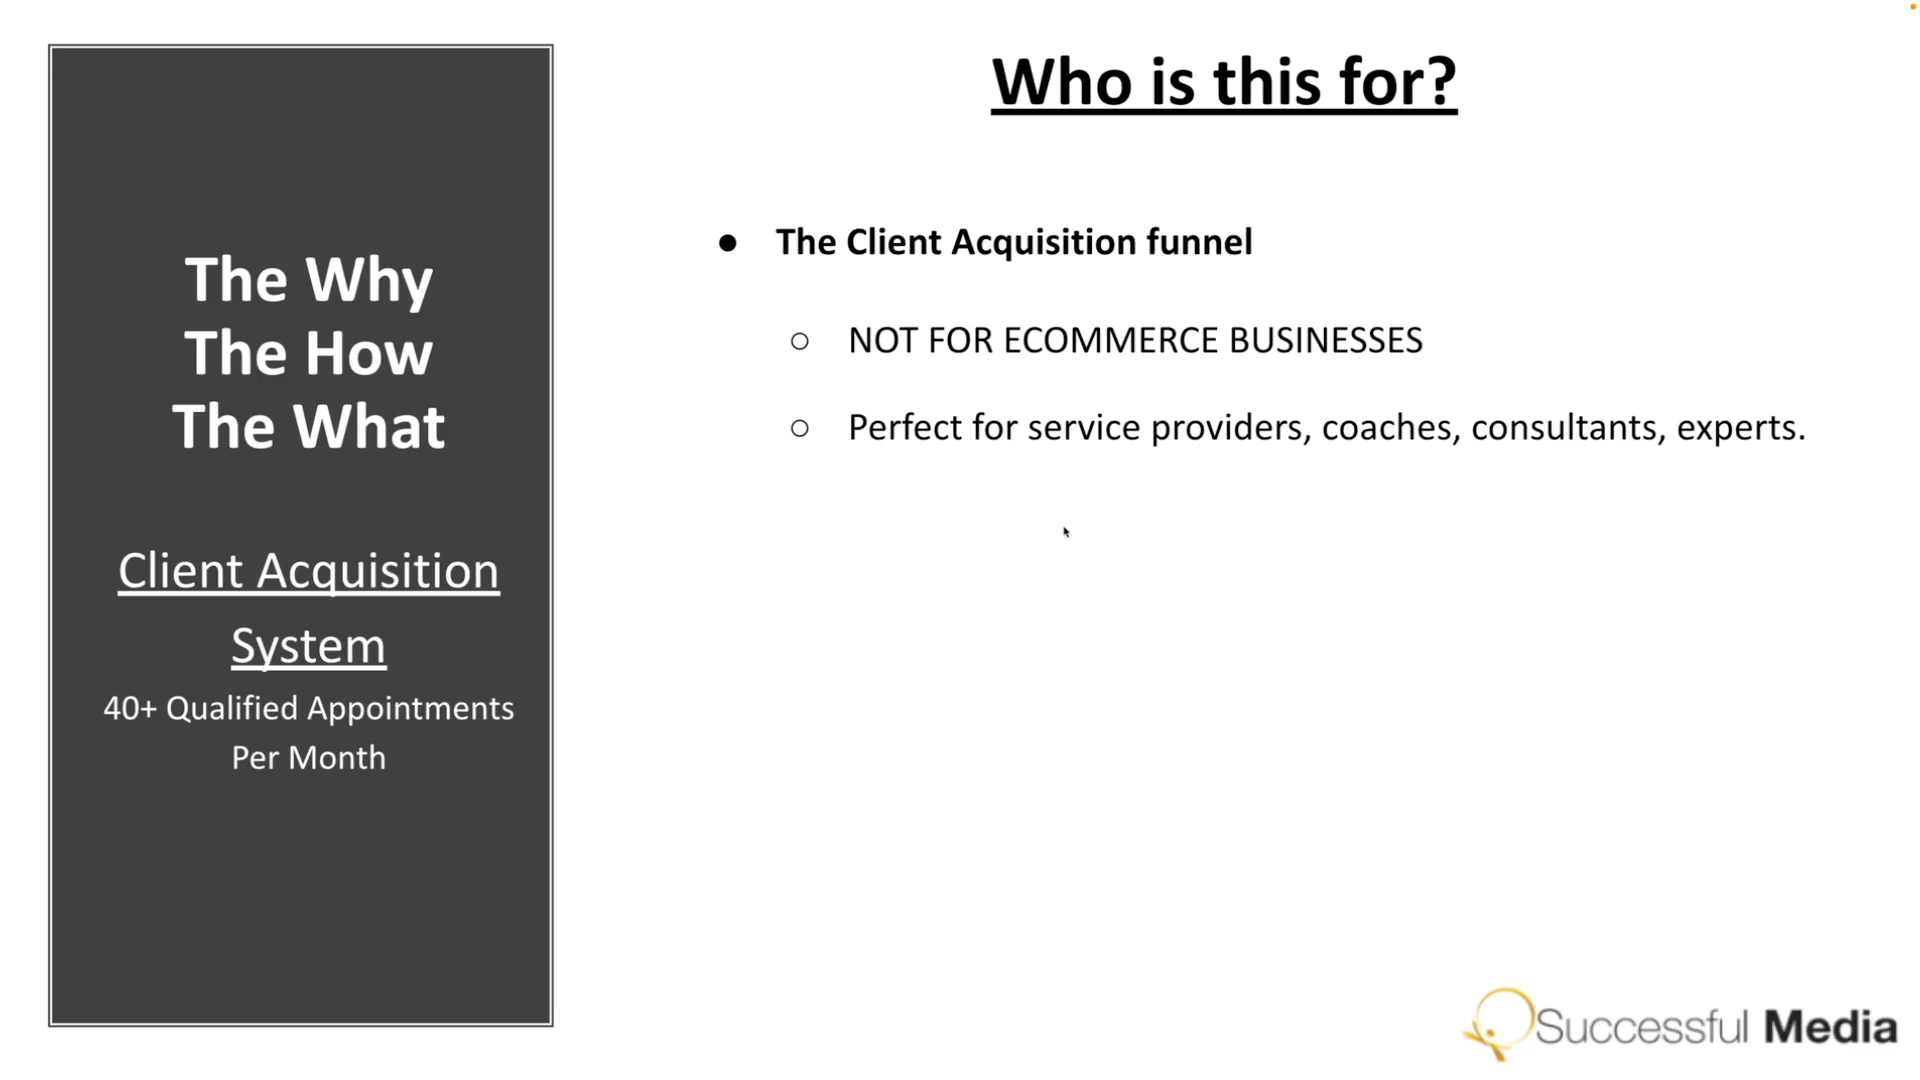 The Why
The How
The What
Client Acquisition
System
40+ Qualified Appointments
Per Month
Who is this for?
● The Client Acquisition funnel
○ NOT FOR ECOMMERCE BUSINESSES
○ Perfect for service providers, coaches, consultants, experts.
Successful Media